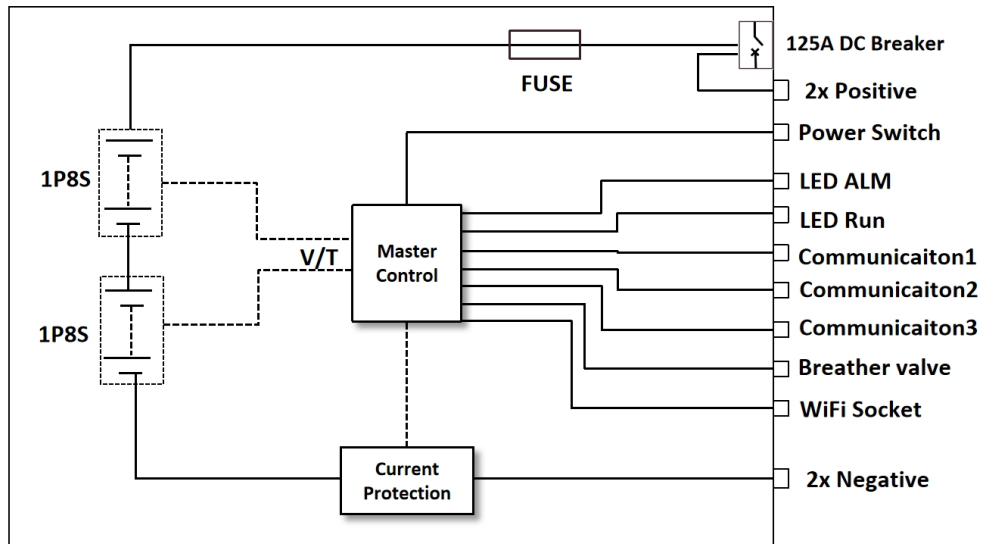 125A DC Breaker
FUSE
2x Positive
Power Switch
1P8S
LED ALM
LED Run
V/T
Master
Control
Communicaiton1
Communicaiton2
1P8S
Communicaiton3
Breather valve
WiFi Socket
Current
Protection
2x Negative